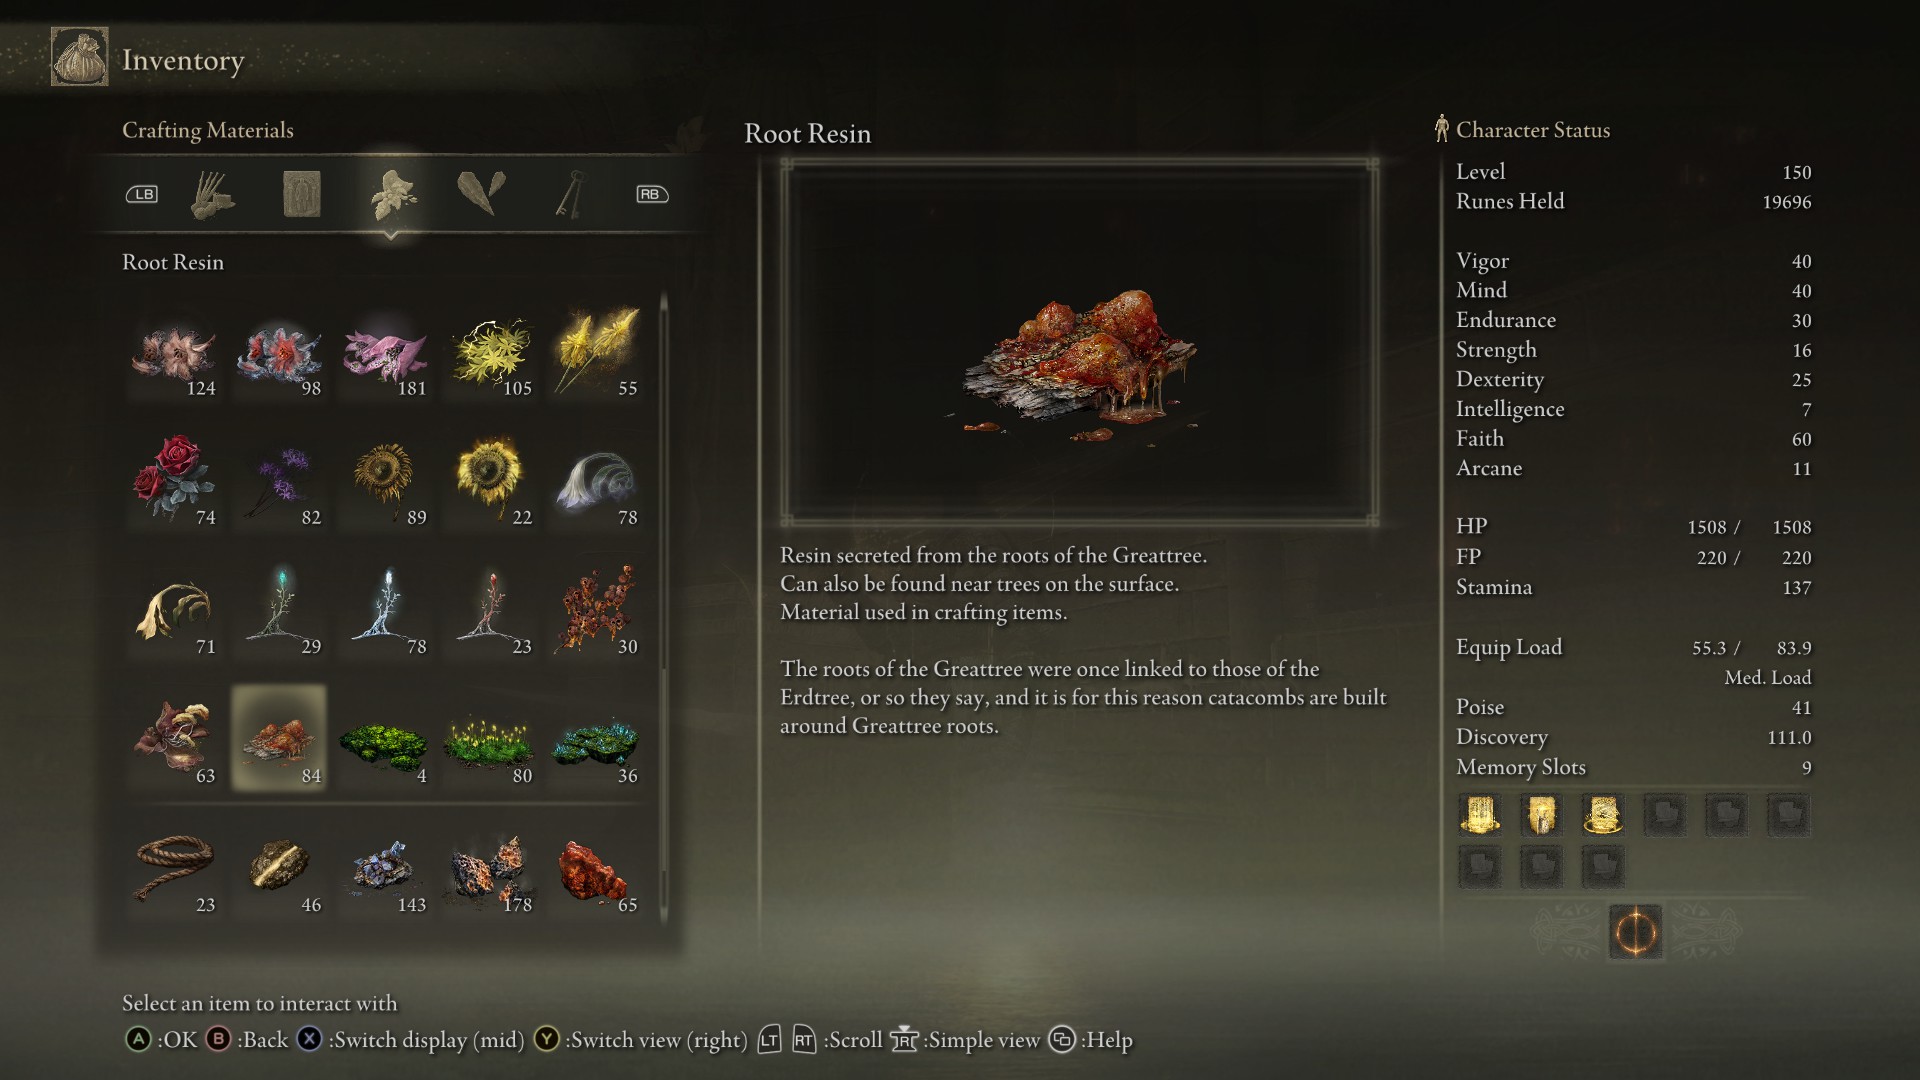 Inventory
Crafting Materials
LB
RB
Root Resin
124 98 181 105 55
74 82 89 22 78
71 29 78 23 30
63 84 4 80 36
23 46 143 178 65
Root Resin
Resin secreted from the roots of the Greattree.
Can also be found near trees on the surface.
Material used in crafting items.
The roots of the Greattree were once linked to those of the
Erdtree, or so they say, and it is for this reason catacombs are built
around Greattree roots.
Character Status
Level 150
Runes Held 19696
Vigor 40
Mind 40
Endurance 30
Strength 16
Dexterity 25
Intelligence 7
Faith 60
Arcane 11
HP 1508 / 1508
FP 220 / 220
Stamina 137
Equip Load 55.3 / 83.9
Med. Load
Poise 41
Discovery 111.0
Memory Slots 9
Select an item to interact with
A :OK B :Back X :Switch display (mid) Y :Switch view (right) LT RT :Scroll R :Simple view :Help